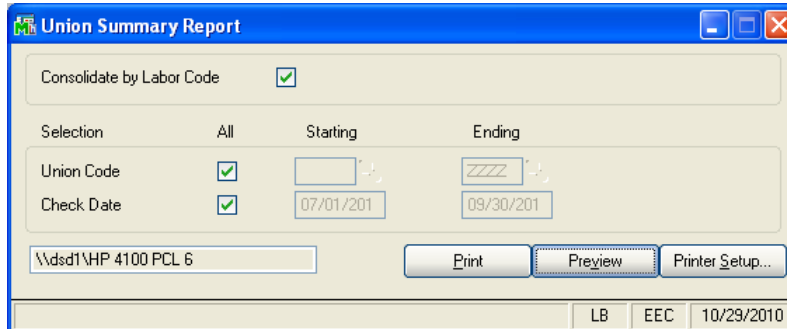 Union Summary Report
Consolidate by Labor Code
Selection All Starting Ending
Union Code ZZZZ
Check Date 07/01/201 09/30/201
\\dsd1\HP 4100 PCL 6 Print Preview Printer Setup...
LB EEC 10/29/2010